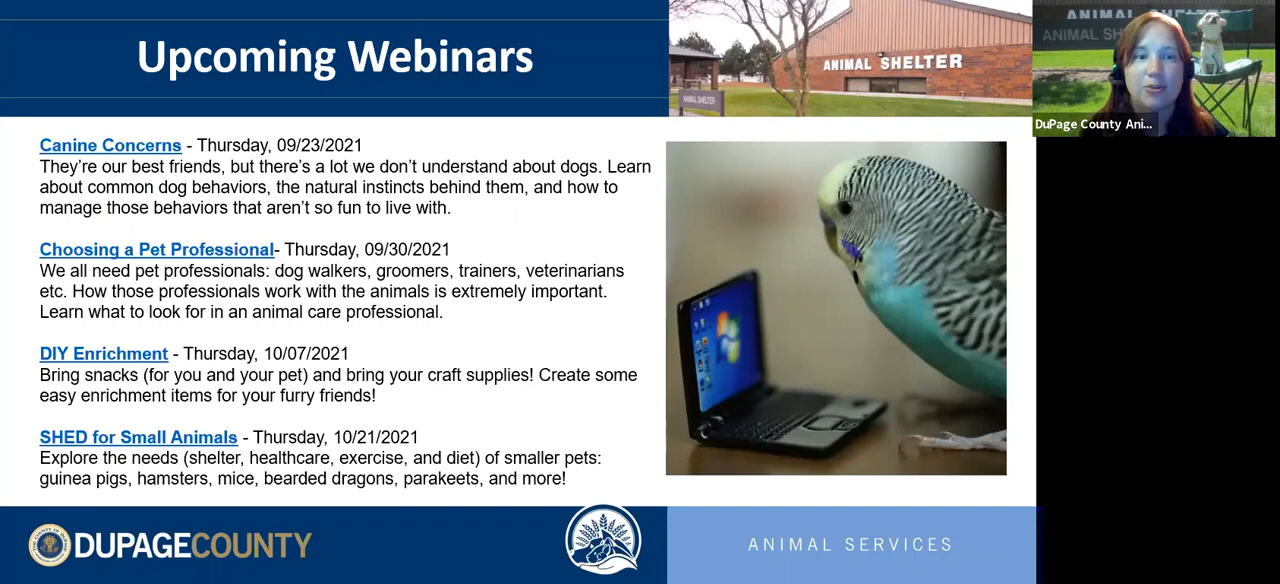 Upcoming Webinars
ANIMAL SHELTER
ANIMAL SHELTER
ANIMAL SHELTER
ANIMAL SH
DuPage County Ani...
Canine Concerns - Thursday, 09/23/2021
They're our best friends, but there's a lot we don't understand about dogs. Learn
about common dog behaviors, the natural instincts behind them, and how to
manage those behaviors that aren't so fun to live with.
Choosing a Pet Professional- Thursday, 09/30/2021
We all need pet professionals: dog walkers, groomers, trainers, veterinarians
etc. How those professionals work with the animals is extremely important.
Learn what to look for in an animal care professional.
DIY Enrichment - Thursday, 10/07/2021
Bring snacks (for you and your pet) and bring your craft supplies! Create some
easy enrichment items for your furry friends!
SHED for Small Animals - Thursday, 10/21/2021
Explore the needs (shelter, healthcare, exercise, and diet) of smaller pets:
guinea pigs, hamsters, mice, bearded dragons, parakeets, and more!
DUPAGECOUNTY
ANIMAL SERVICES